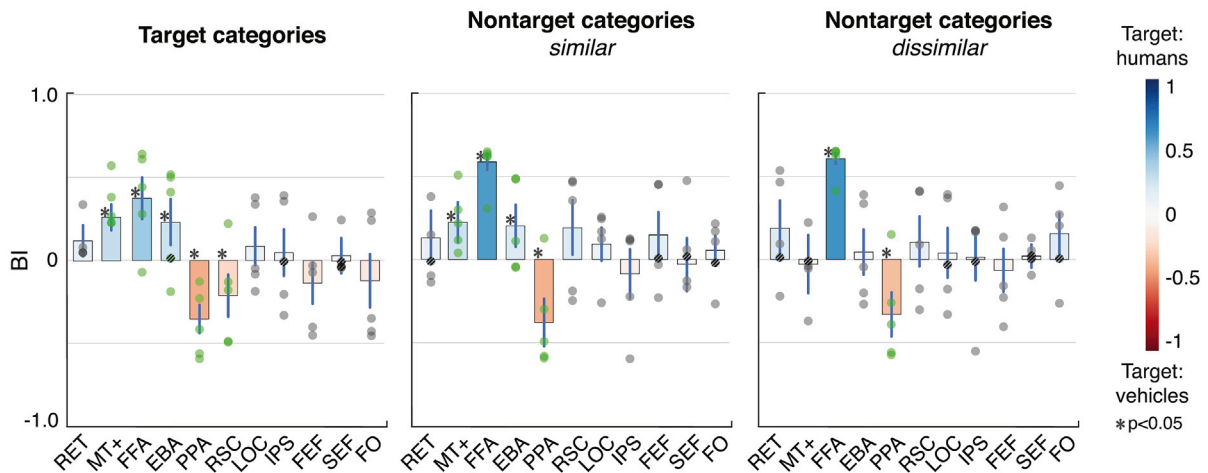 Target categories
Nontarget categories
similar
Nontarget categories
dissimilar
Target:
humans
1
0.5
0
-0.5
-1
Target:
vehicles
*p<0.05
BI
1.0
0
-1.0
RET MT+ FFA EBA PPA RSC LOC IPS FEF SEF FO
RET MT+ FFA EBA PPA RSC LOC IPS FEF SEF FO
RET MT+ FFA EBA PPA RSC LOC IPS FEF SEF FO